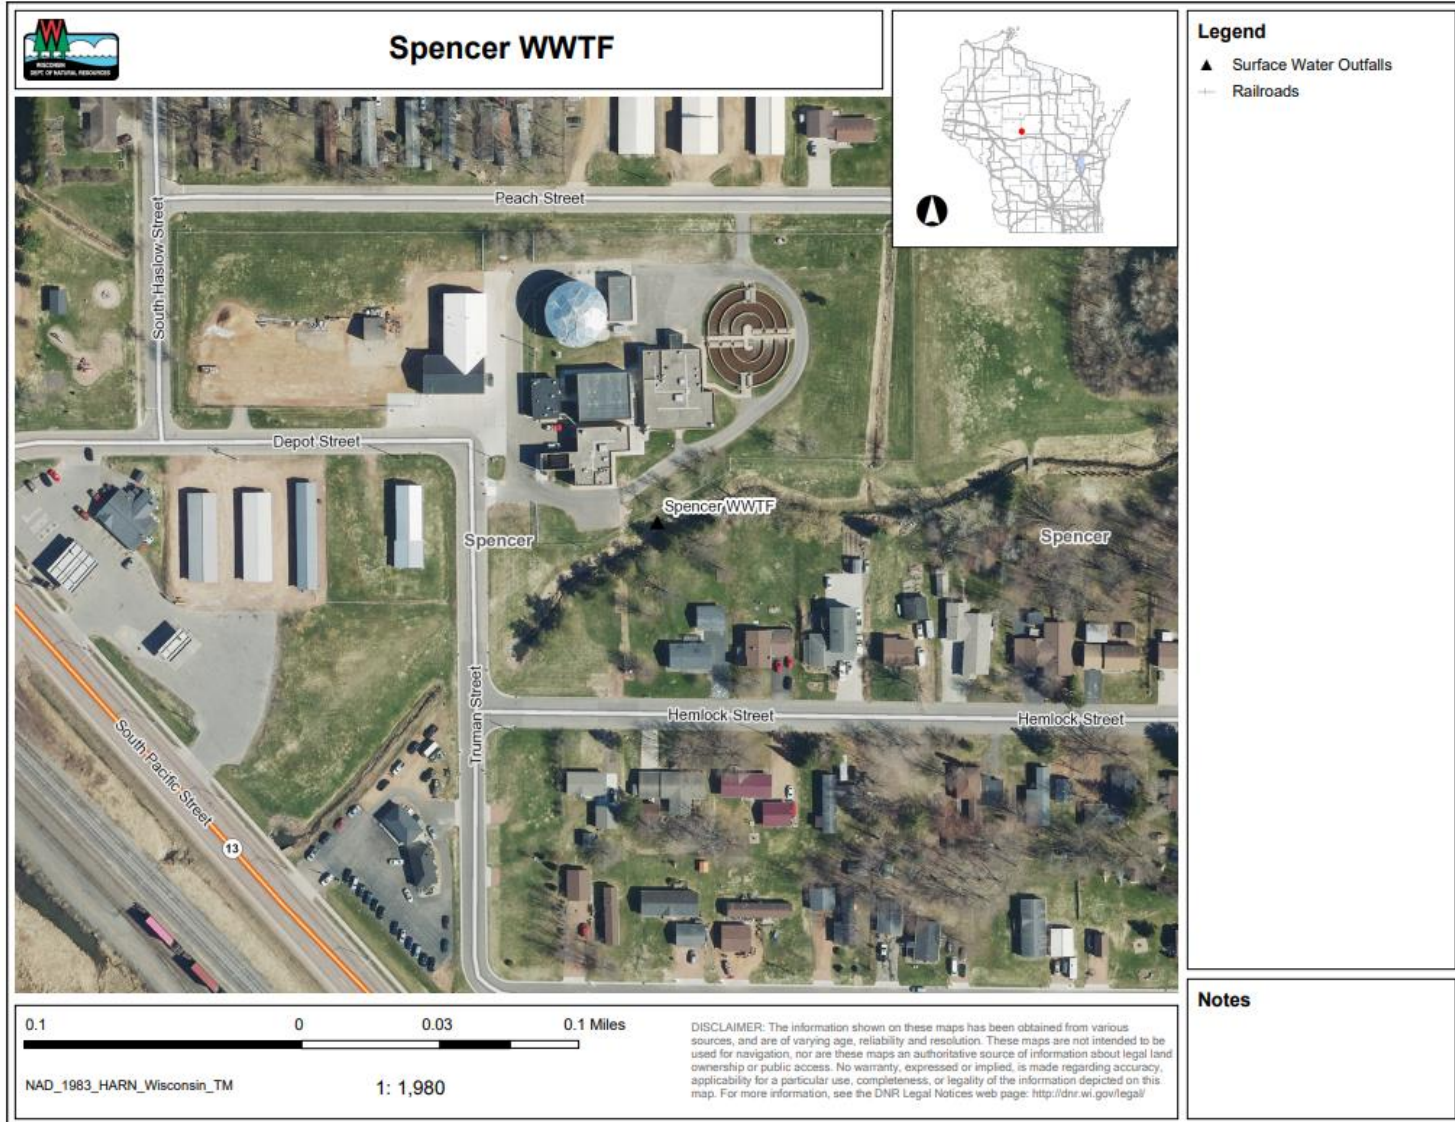 WISCONSIN
DEPT. OF NATURAL RESOURCES
Spencer WWTF
Legend
Surface Water Outfalls
Railroads
Peach Street
South Haslow Street
Depot Street
Spencer WWTF
Spencer
Spencer
Truman Street
Hemlock Street
Hemlock Street
South Pacific Street
13
0.1
0
0.03
0.1 Miles
NAD_1983_HARN_Wisconsin_TM
1: 1,980
DISCLAIMER: The information shown on these maps has been obtained from various
sources, and are of varying age, reliability and resolution. These maps are not intended to be
used for navigation, nor are these maps an authoritative source of information about legal land
ownership or public access. No warranty, expressed or implied, is made regarding accuracy,
applicability for a particular use, completeness, or legality of the information depicted on this
map. For more information, see the DNR Legal Notices web page: http://dnr.wi.gov/legal/
Notes